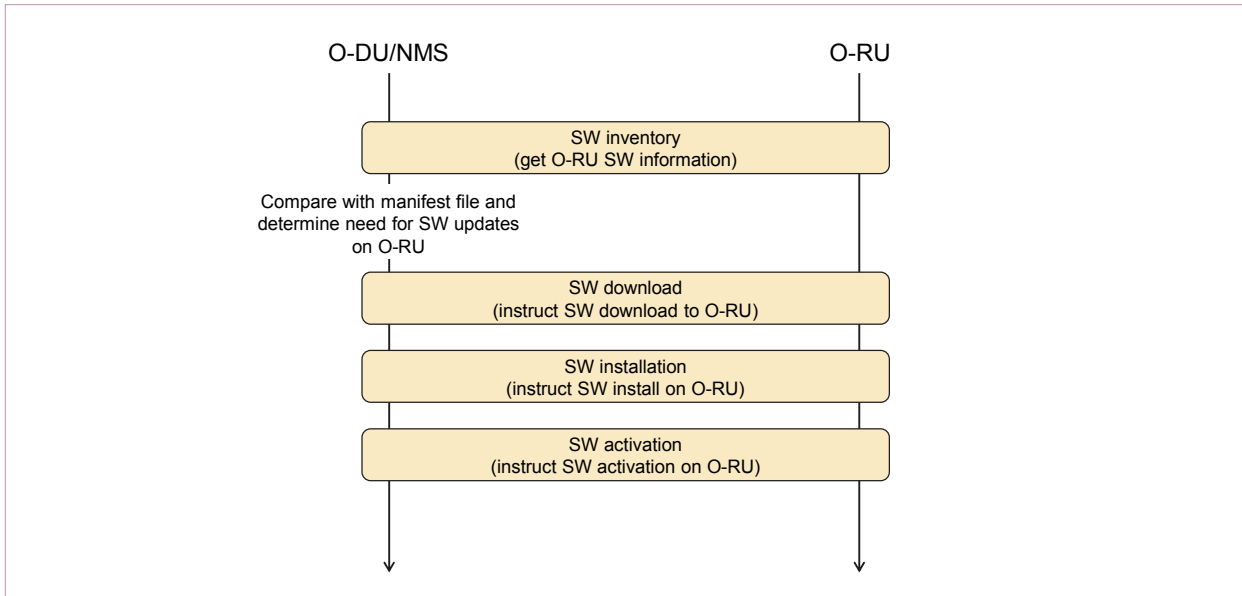 O-DU/NMS
O-RU
SW inventory
(get O-RU SW information)
Compare with manifest file and
determine need for SW updates
on O-RU
SW download
(instruct SW download to O-RU)
SW installation
(instruct SW install on O-RU)
SW activation
(instruct SW activation on O-RU)